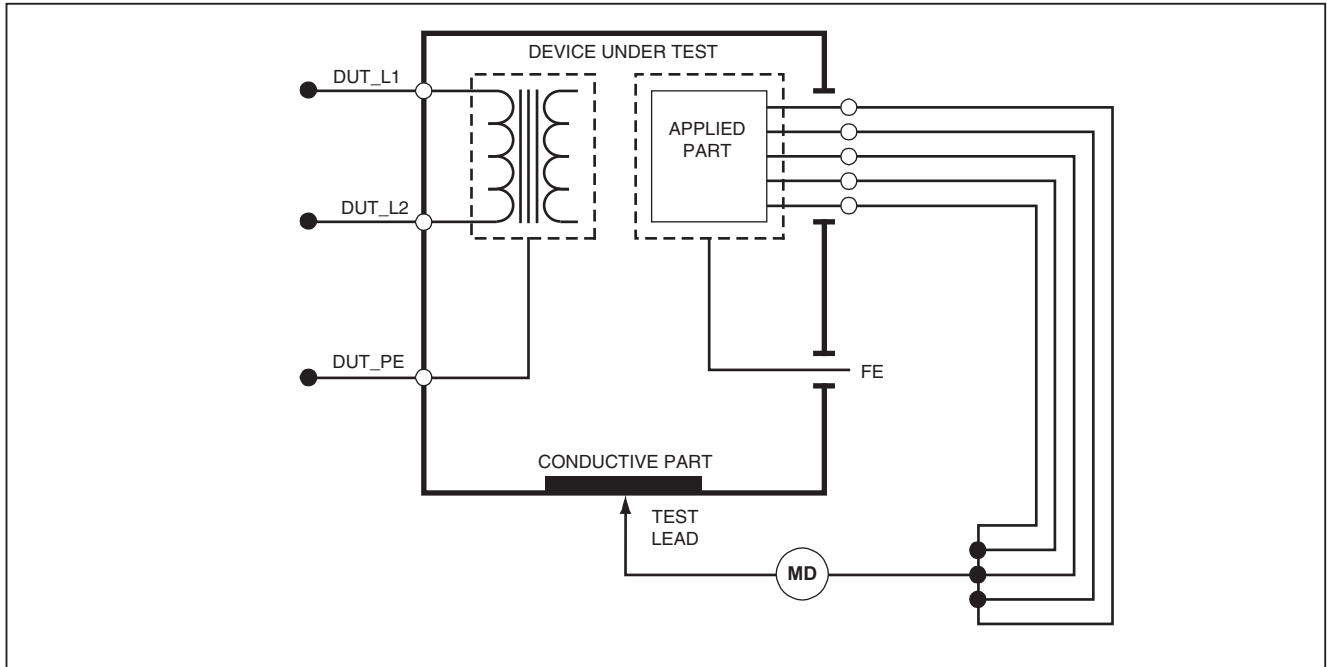 DEVICE UNDER TEST
DUT_L1
APPLIED
PART
DUT_L2
DUT_PE
FE
CONDUCTIVE PART
TEST
LEAD
MD